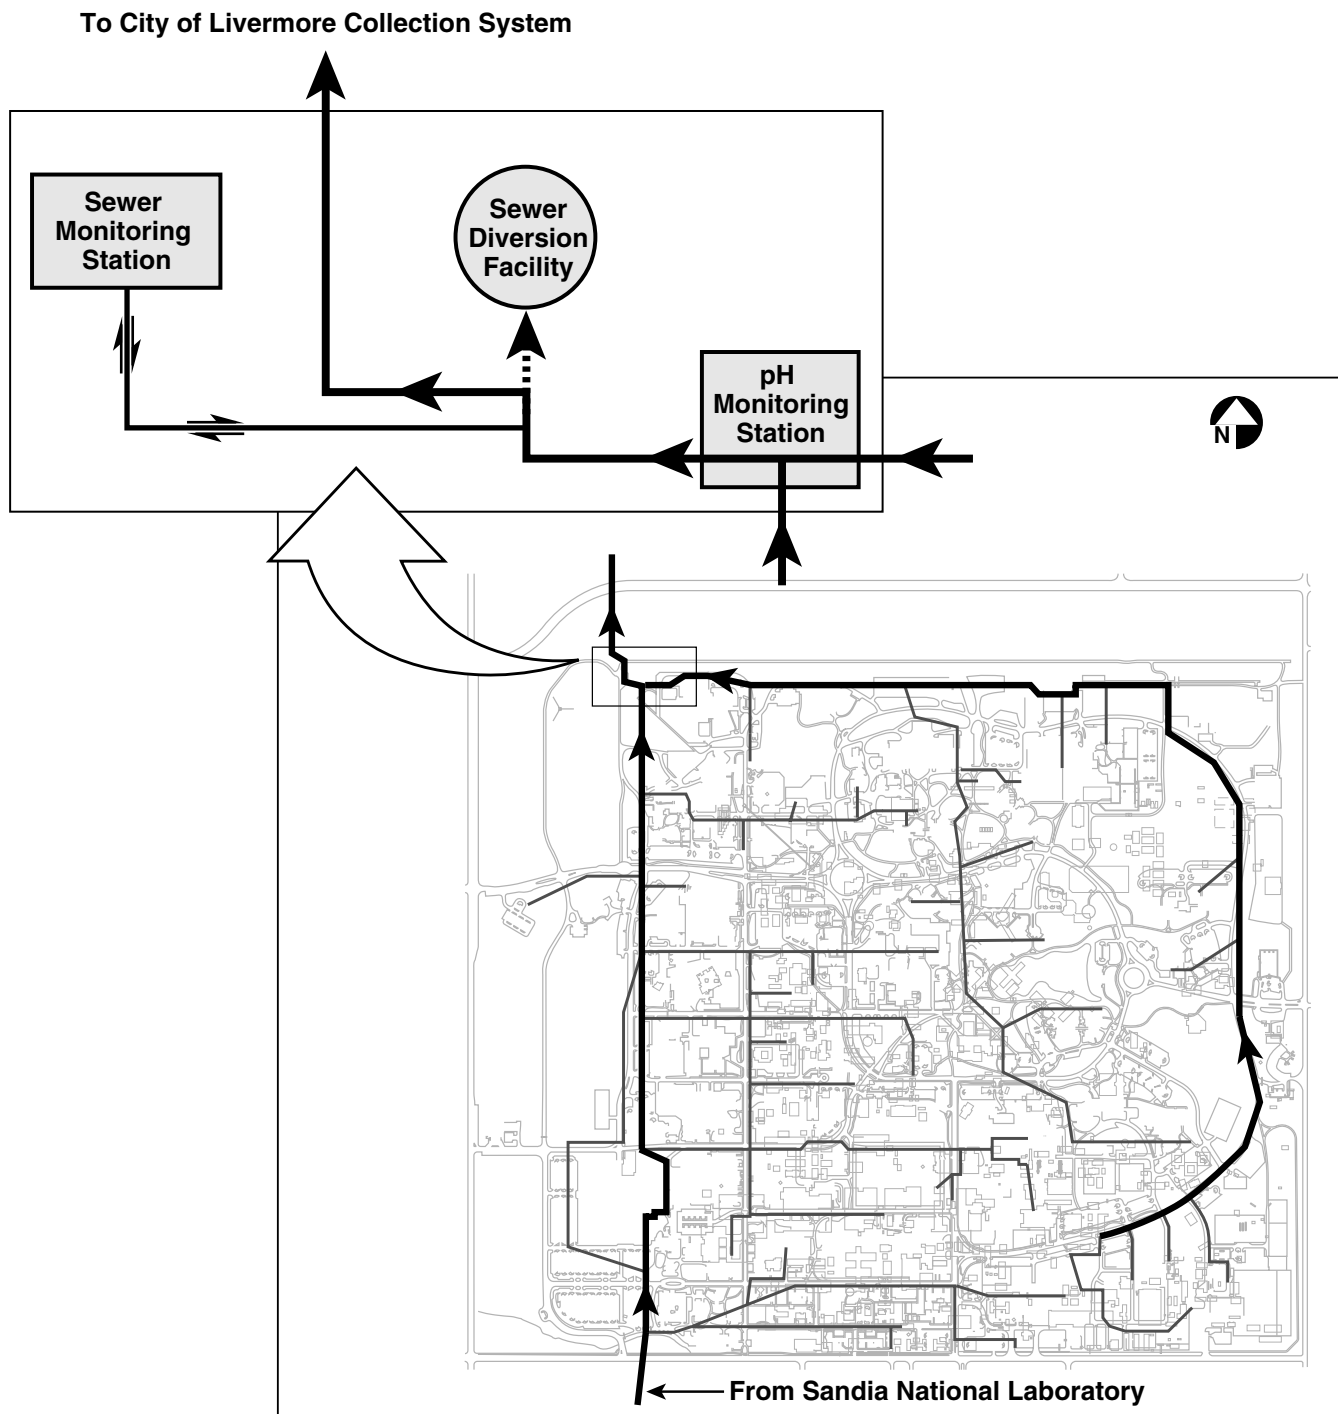 To City of Livermore Collection System
Sewer
Monitoring
Station
Sewer
Diversion
Facility
pH
Monitoring
Station
N
From Sandia National Laboratory